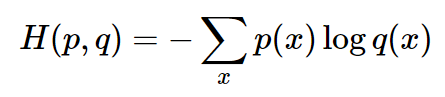 H(p, q) = − ∑ₓ p(x) log q(x)